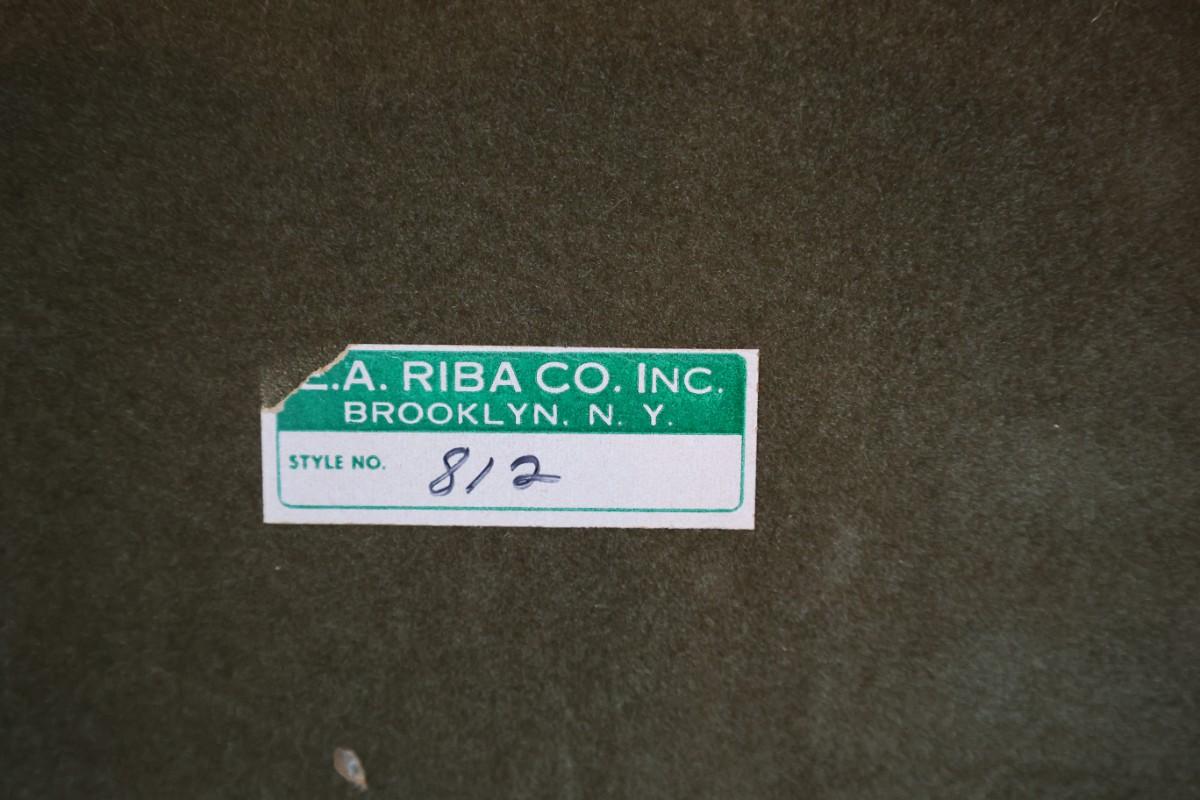 E.A. RIBA CO. INC.
BROOKLYN, N. Y.
STYLE NO. 812